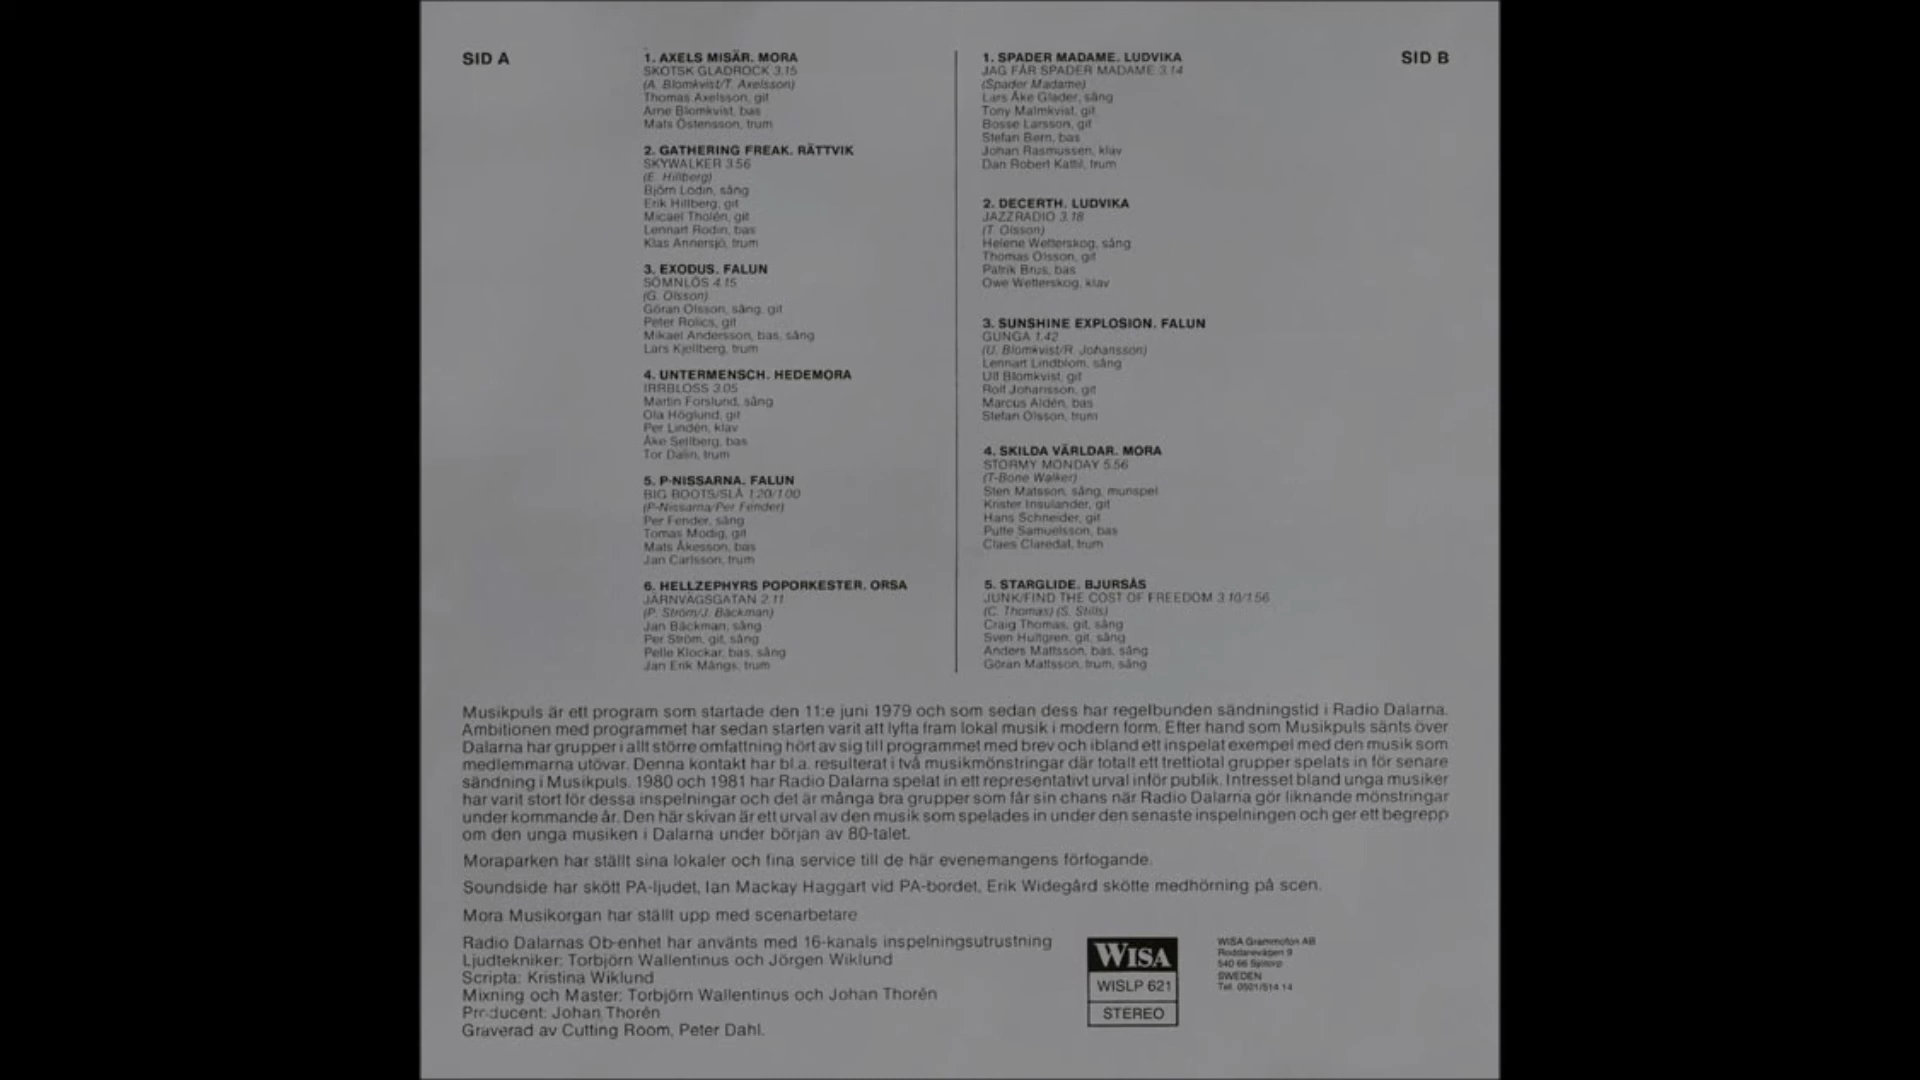 SID A
1. AXELS MISÄR. MORA
SKOTSK GLADROCK 3.15
(A. Blomkvist/T. Axelsson)
Thomas Axelsson, git
Arne Blomkvist, bas
Mats Östensson, trum
2. GATHERING FREAK. RÄTTVIK
SKYWALKER 3.56
(E. Hillberg)
Björn Lodin, sång
Erik Hillberg, git
Micael Tholén, git
Lennart Rodin, bas
Klas Annersjö, trum
3. EXODUS. FALUN
SÖMNLÖS 4.15
(G. Olsson)
Göran Olsson, sång, git
Peter Rolics, git
Mikael Andersson, bas, sång
Lars Kjellberg, trum
4. UNTERMENSCH. HEDEMORA
IRRBLOSS 3.05
Martin Forslund, sång
Ola Höglund, git
Per Lindén, klav
Åke Sellberg, bas
Tor Dalin, trum
5. P-NISSARNA. FALUN
BIG BOOTS/SLÅ 1.20/1.00
(P-Nissarna/Per Fender)
Per Fender, sång
Tomas Modig, git
Mats Åkesson, bas
Jan Carlsson, trum
6. HELLZEPHYRS POPORKESTER. ORSA
JÄRNVÄGSGATAN 2.11
(P. Ström/J. Bäckman)
Jan Bäckman, sång
Per Ström, git, sång
Pelle Klockar, bas, sång
Jan Erik Mångs, trum
SID B
1. SPADER MADAME. LUDVIKA
JAG FÅR SPADER MADAME 3.14
(Spader Madame)
Lars Åke Glader, sång
Tony Malmkvist, git
Bosse Larsson, git
Stefan Bern, bas
Johan Rasmussen, klav
Dan Robert Kattil, trum
2. DECERTH. LUDVIKA
JAZZRADIO 3.18
(T. Olsson)
Helene Wetterskog, sång
Thomas Olsson, git
Patrik Brus, bas
Owe Wetterskog, klav
3. SUNSHINE EXPLOSION. FALUN
GUNGA 1.42
(U. Blomkvist/R. Johansson)
Lennart Lindblom, sång
Ulf Blomkvist, git
Rolf Johansson, git
Marcus Aldén, bas
Stefan Olsson, trum
4. SKILDA VÄRLDAR. MORA
STORMY MONDAY 5.56
(T-Bone Walker)
Sten Matsson, sång, munspel
Krister Insulander, git
Hans Schneider, git
Putte Samuelsson, bas
Claes Claredal, trum
5. STARGLIDE. BJURSÅS
JUNK/FIND THE COST OF FREEDOM 3.10/1.56
(C. Thomas) (S. Stills)
Craig Thomas, git, sång
Sven Hultgren, git, sång
Anders Mattsson, bas, sång
Göran Mattsson, trum, sång
Musikpuls är ett program som startade den 11:e juni 1979 och som sedan dess har regelbunden sändningstid i Radio Dalarna.
Ambitionen med programmet har sedan starten varit att lyfta fram lokal musik i modern form. Efter hand som Musikpuls sänts över
Dalarna har grupper i allt större omfattning hört av sig till programmet med brev och ibland ett inspelat exempel med den musik som
medlemmarna utövar. Denna kontakt har bl.a. resulterat i två musikmönstringar där totalt ett trettiotal grupper spelats in för senare
sändning i Musikpuls. 1980 och 1981 har Radio Dalarna spelat in ett representativt urval inför publik. Intresset bland unga musiker
har varit stort för dessa inspelningar och det är många bra grupper som får sin chans när Radio Dalarna gör liknande mönstringar
under kommande år. Den här skivan är ett urval av den musik som spelades in under den senaste inspelningen och ger ett begrepp
om den unga musiken i Dalarna under början av 80-talet.
Moraparken har ställt sina lokaler och fina service till de här evenemangens förfogande.
Soundside har skött PA-ljudet, Ian Mackay Haggart vid PA-bordet, Erik Widegård skötte medhörning på scen.
Mora Musikorgan har ställt upp med scenarbetare
Radio Dalarnas Ob-enhet har använts med 16-kanals inspelningsutrustning
Ljudtekniker: Torbjörn Wallentinus och Jörgen Wiklund
Scripta: Kristina Wiklund
Mixning och Master: Torbjörn Wallentinus och Johan Thorén
Producent: Johan Thorén
Graverad av Cutting Room, Peter Dahl.
WISA
WISLP 621
STEREO
WISA Grammofon AB
Roddarevägen 9
540 66 Sjötorp
SWEDEN
Tel. 0501/514 14